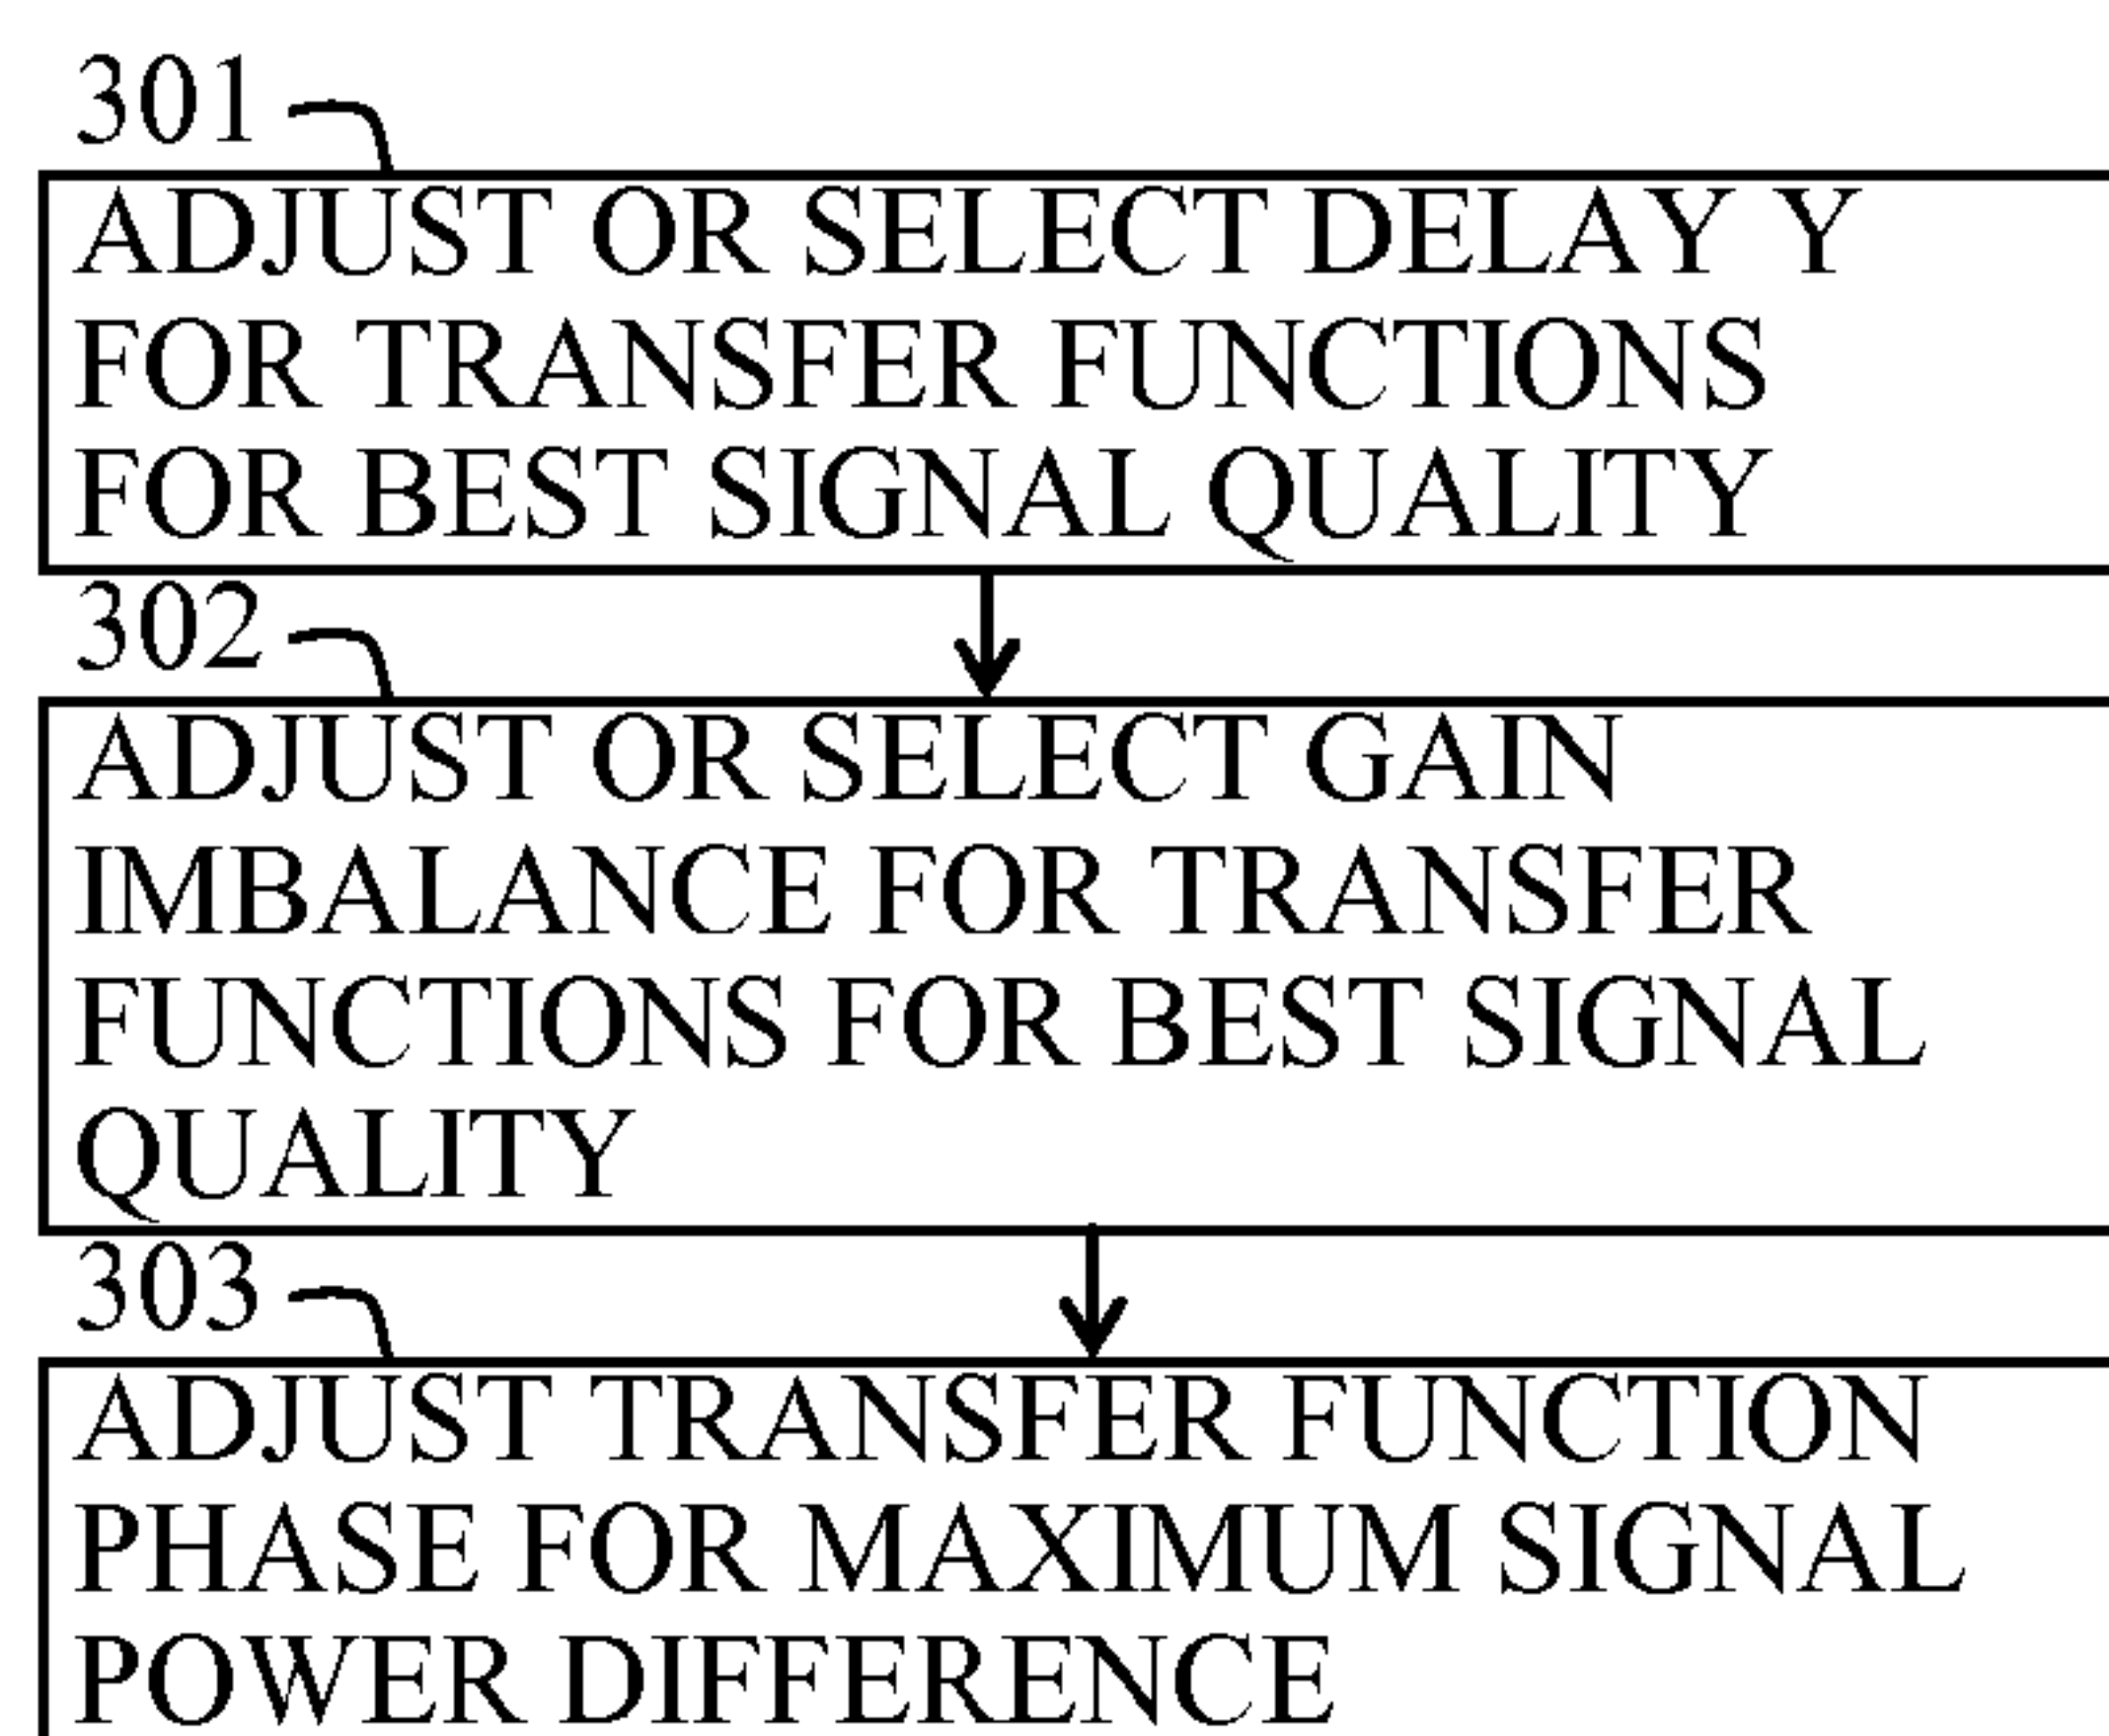 301
ADJUST OR SELECT DELAY Y
FOR TRANSFER FUNCTIONS
FOR BEST SIGNAL QUALITY
302
ADJUST OR SELECT GAIN
IMBALANCE FOR TRANSFER
FUNCTIONS FOR BEST SIGNAL
QUALITY
303
ADJUST TRANSFER FUNCTION
PHASE FOR MAXIMUM SIGNAL
POWER DIFFERENCE